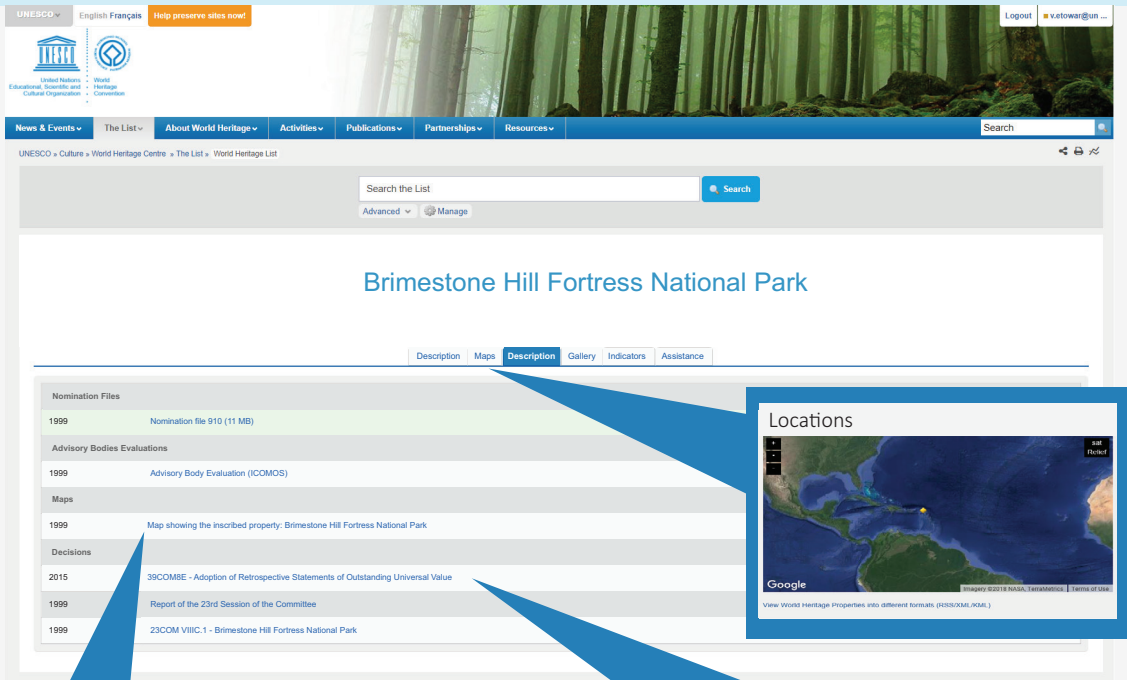 UNESCO English Français Help preserve sites now! Logout v.etowar@un ...
UNESCO
United Nations
Educational, Scientific and
Cultural Organization
World
Heritage
Convention
News & Events The List About World Heritage Activities Publications Partnerships Resources Search
UNESCO » Culture » World Heritage Centre » The List » World Heritage List
Search the List Search
Advanced Manage
Brimestone Hill Fortress National Park
Description Maps Description Gallery Indicators Assistance
Nomination Files
1999 Nomination file 910 (11 MB)
Advisory Bodies Evaluations
1999 Advisory Body Evaluation (ICOMOS)
Maps
1999 Map showing the inscribed property: Brimestone Hill Fortress National Park
Decisions
2015 39COM8E - Adoption of Retrospective Statements of Outstanding Universal Value
1999 Report of the 23rd Session of the Committee
1999 23COM VIIIC.1 - Brimestone Hill Fortress National Park
Locations
sat
Relief
Google
Imagery ©2018 NASA, TerraMetrics Terms of Use
View World Heritage Properties into different formats (RSS/XML/KML)